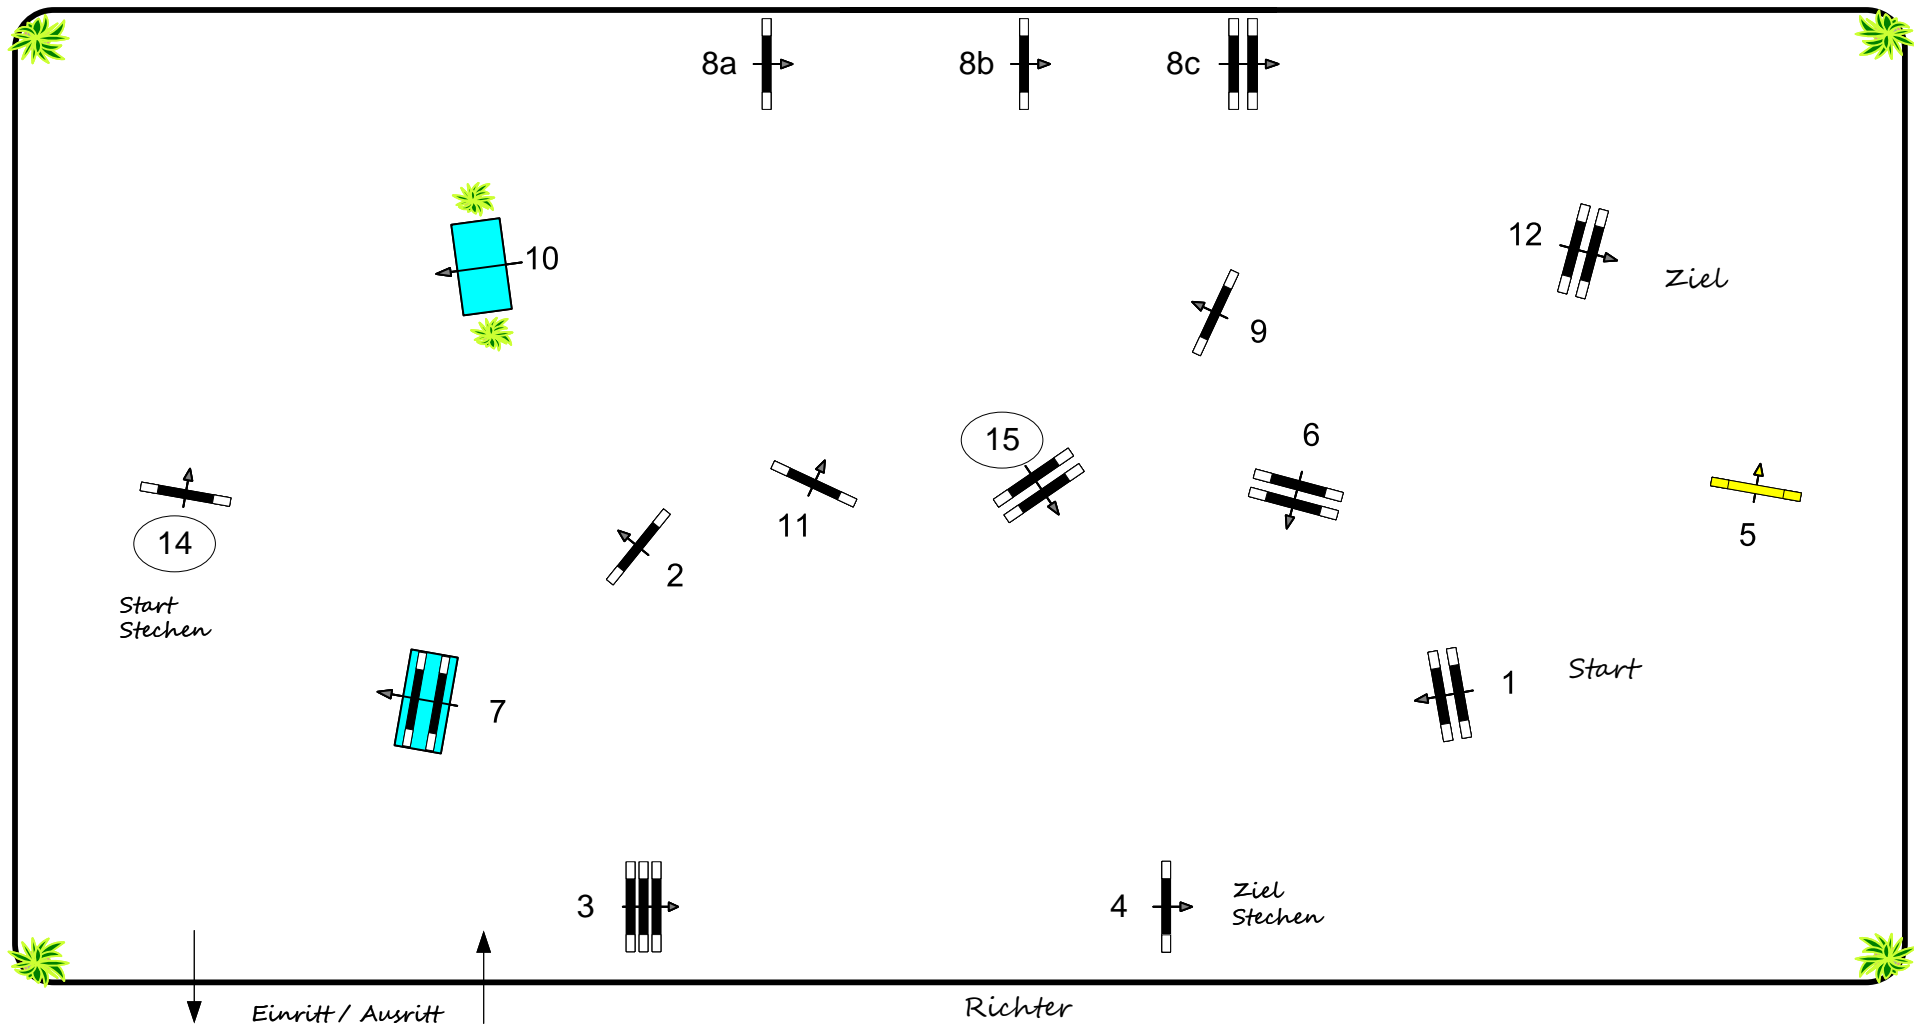 8a
8b
8c
10
12
Ziel
9
15
6
14
11
5
2
Start
Stechen
7
1
Start
3
4
Ziel
Stechen
Einritt / Ausritt
Richter